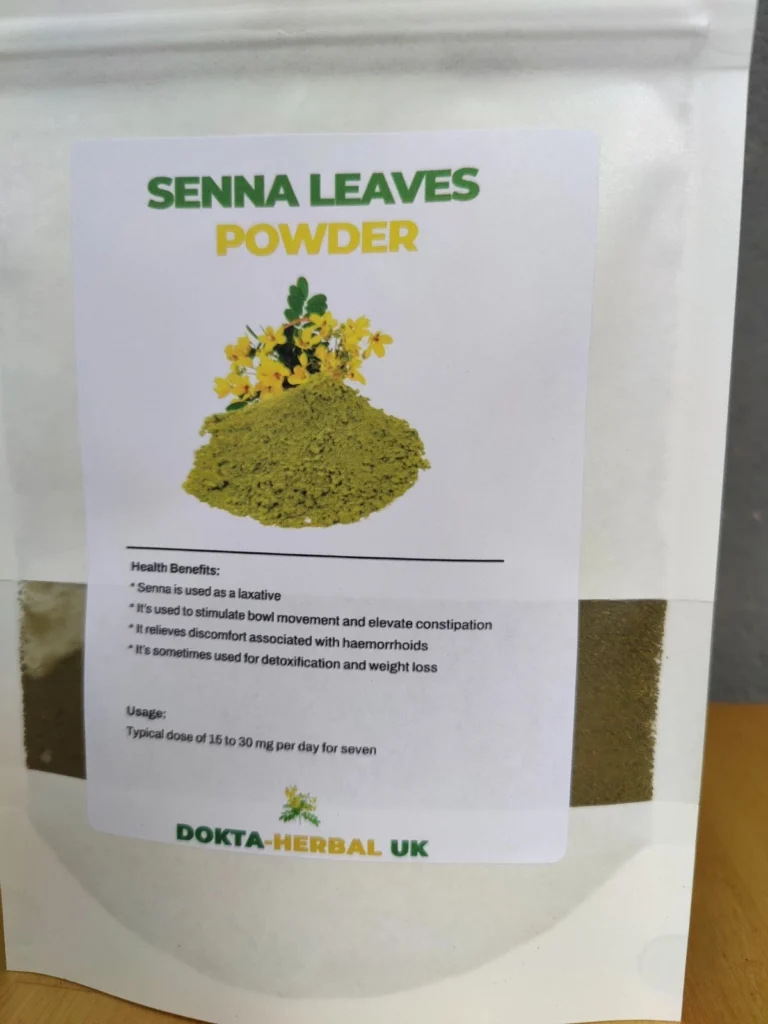 SENNA LEAVES
POWDER
Health Benefits:
* Senna is used as a laxative
* It's used to stimulate bowl movement and elevate constipation
* It relieves discomfort associated with haemorrhoids
* It's sometimes used for detoxification and weight loss
Usage:
Typical dose of 15 to 30 mg per day for seven
DOKTA-HERBAL UK